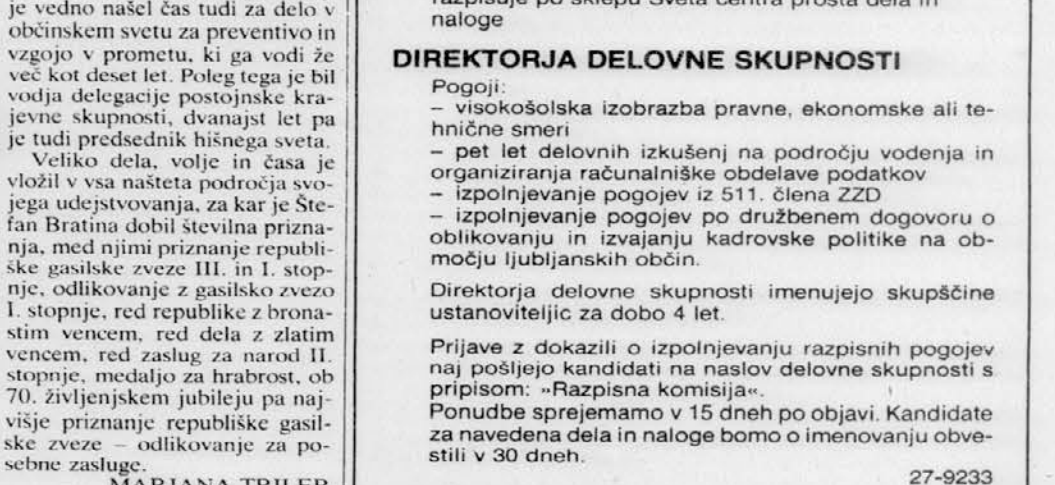 je vedno našel čas tudi za delo v
občinskem svetu za preventivo in
vzgojo v prometu, ki ga vodi že
več kot deset let. Poleg tega je bil
vodja delegacije postojnske kra-
jevne skupnosti, dvanajst let pa
je tudi predsednik hišnega sveta.
Veliko dela, volje in časa je
vložil v vsa našteta področja svo-
jega udejstvovanja, za kar je Šte-
fan Bratina dobil številna prizna-
nja, med njimi priznanje republi-
ške gasilske zveze III. in I. stop-
nje, odlikovanje z gasilsko zvezo
I. stopnje, red republike z brona-
stim vencem, red dela z zlatim
vencem, red zaslug za narod II.
stopnje, medaljo za hrabrost, ob
70. življenjskem jubileju pa naj-
višje priznanje republiške gasil-
ske zveze – odlikovanje za po-
sebne zasluge.
MARJANA TRILER
razpisuje po sklepu Sveta centra prosta dela in
naloge
DIREKTORJA DELOVNE SKUPNOSTI
Pogoji:
– visokošolska izobrazba pravne, ekonomske ali te-
hnične smeri
– pet let delovnih izkušenj na področju vodenja in
organiziranja računalniške obdelave podatkov
– izpolnjevanje pogojev iz 511. člena ZZD
– izpolnjevanje pogojev po družbenem dogovoru o
oblikovanju in izvajanju kadrovske politike na ob-
močju ljubljanskih občin.
Direktorja delovne skupnosti imenujejo skupščine
ustanoviteljic za dobo 4 let.
Prijave z dokazili o izpolnjevanju razpisnih pogojev
naj pošljejo kandidati na naslov delovne skupnosti s
pripisom: »Razpisna komisija«.
Ponudbe sprejemamo v 15 dneh po objavi. Kandidate
za navedena dela in naloge bomo o imenovanju obve-
stili v 30 dneh.
27-9233